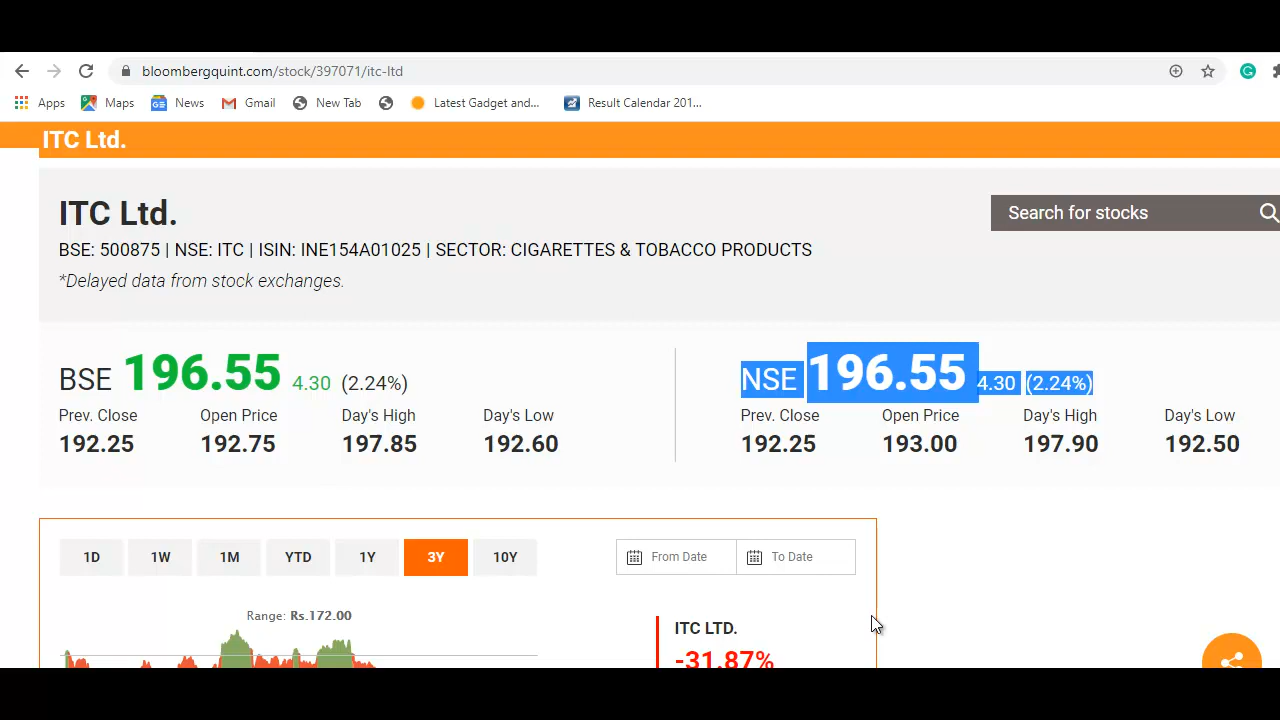 bloombergquint.com/stock/397071/itc-ltd
Apps Maps News Gmail New Tab Latest Gadget and... Result Calendar 201...
ITC Ltd.
ITC Ltd.
Search for stocks
BSE: 500875 | NSE: ITC | ISIN: INE154A01025 | SECTOR: CIGARETTES & TOBACCO PRODUCTS
*Delayed data from stock exchanges.
BSE 196.55 4.30 (2.24%)
Prev. Close Open Price Day's High Day's Low
192.25 192.75 197.85 192.60
NSE 196.55 4.30 (2.24%)
Prev. Close Open Price Day's High Day's Low
192.25 193.00 197.90 192.50
1D 1W 1M YTD 1Y 3Y 10Y
From Date To Date
Range: Rs.172.00
ITC LTD.
-31.87%